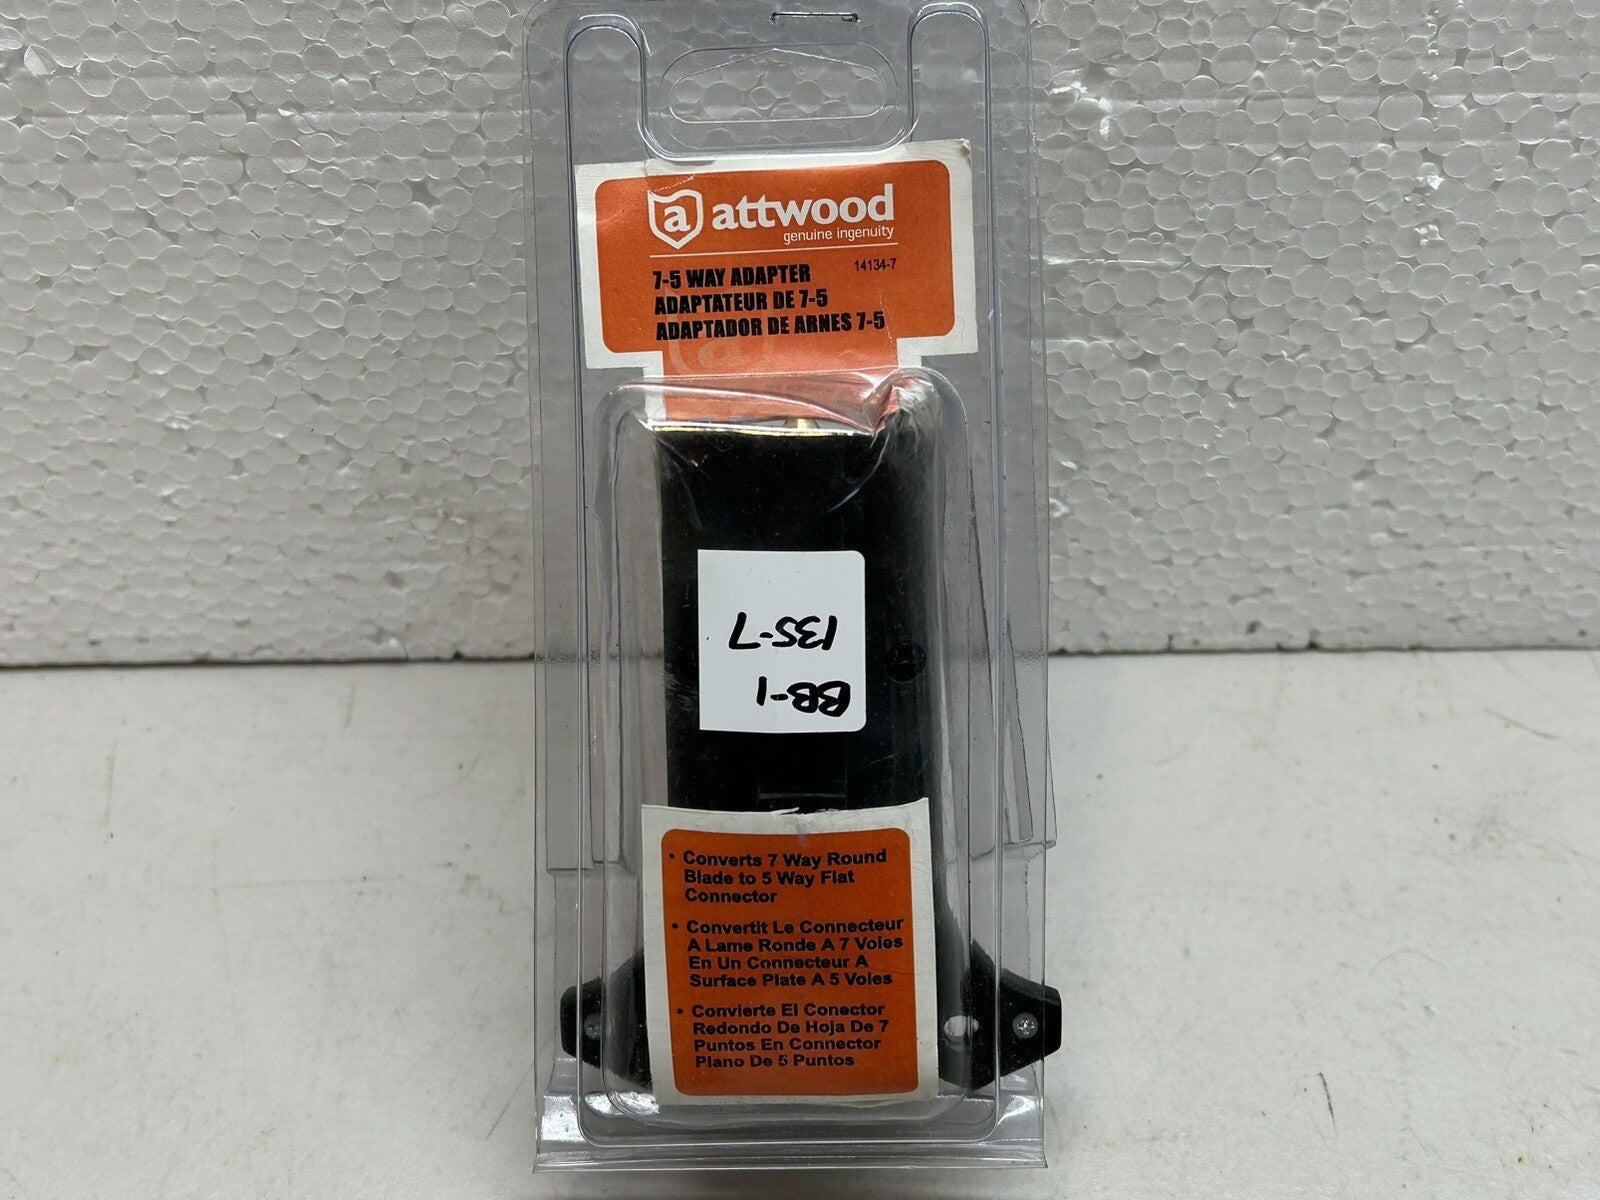 a attwood
genuine ingenuity
7-5 WAY ADAPTER 14134-7
ADAPTATEUR DE 7-5
ADAPTADOR DE ARNES 7-5
a
BB-1
135-7
• Converts 7 Way Round
Blade to 5 Way Flat
Connector
• Convertit Le Connecteur
A Lame Ronde A 7 Voies
En Un Connecteur A
Surface Plate A 5 Voies
• Convierte El Conector
Redondo De Hoja De 7
Puntos En Connector
Plano De 5 Puntos